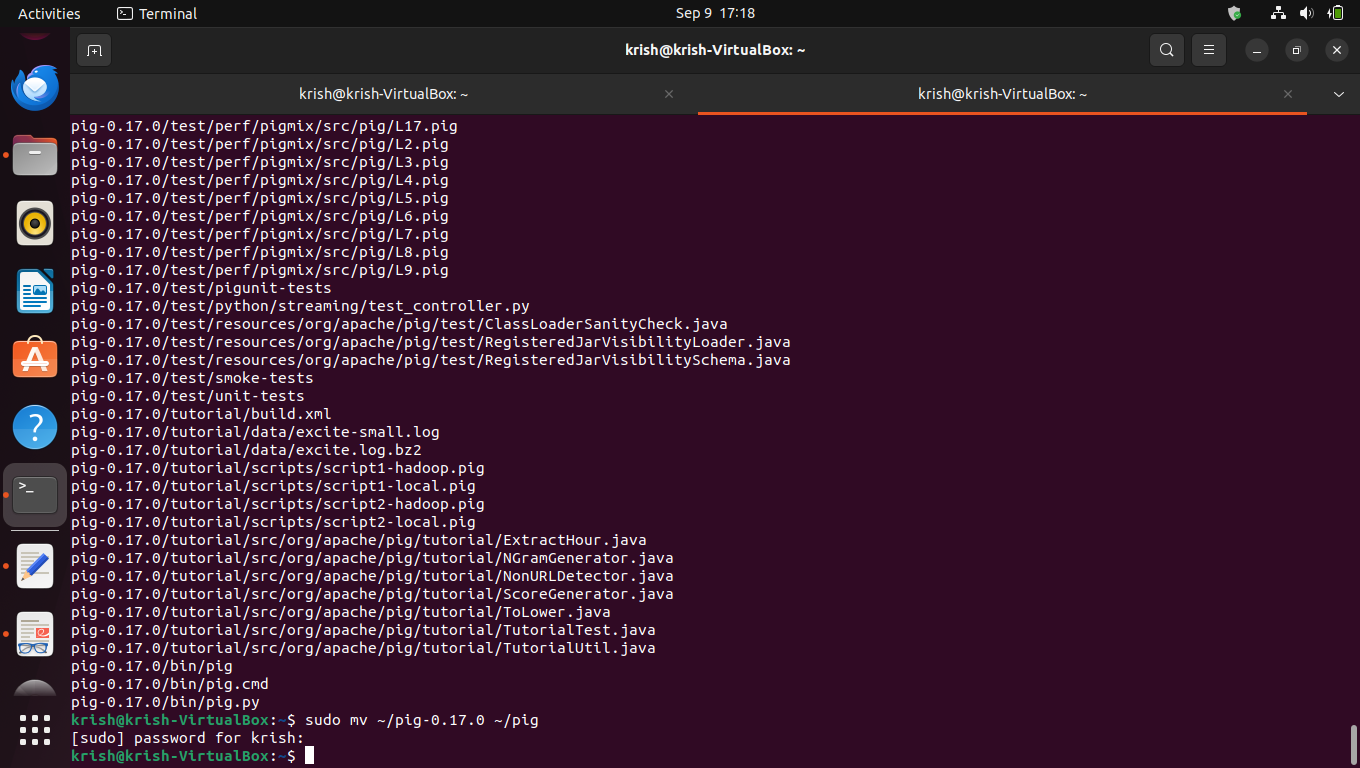 Activities
Terminal
Sep 9 17:18
krish@krish-VirtualBox: ~
krish@krish-VirtualBox: ~
krish@krish-VirtualBox: ~
pig-0.17.0/test/perf/pigmix/src/pig/L17.pig
pig-0.17.0/test/perf/pigmix/src/pig/L2.pig
pig-0.17.0/test/perf/pigmix/src/pig/L3.pig
pig-0.17.0/test/perf/pigmix/src/pig/L4.pig
pig-0.17.0/test/perf/pigmix/src/pig/L5.pig
pig-0.17.0/test/perf/pigmix/src/pig/L6.pig
pig-0.17.0/test/perf/pigmix/src/pig/L7.pig
pig-0.17.0/test/perf/pigmix/src/pig/L8.pig
pig-0.17.0/test/perf/pigmix/src/pig/L9.pig
pig-0.17.0/test/pigunit-tests
pig-0.17.0/test/python/streaming/test_controller.py
pig-0.17.0/test/resources/org/apache/pig/test/ClassLoaderSanityCheck.java
pig-0.17.0/test/resources/org/apache/pig/test/RegisteredJarVisibilityLoader.java
pig-0.17.0/test/resources/org/apache/pig/test/RegisteredJarVisibilitySchema.java
pig-0.17.0/test/smoke-tests
pig-0.17.0/test/unit-tests
pig-0.17.0/tutorial/build.xml
pig-0.17.0/tutorial/data/excite-small.log
pig-0.17.0/tutorial/data/excite.log.bz2
pig-0.17.0/tutorial/scripts/script1-hadoop.pig
pig-0.17.0/tutorial/scripts/script1-local.pig
pig-0.17.0/tutorial/scripts/script2-hadoop.pig
pig-0.17.0/tutorial/scripts/script2-local.pig
pig-0.17.0/tutorial/src/org/apache/pig/tutorial/ExtractHour.java
pig-0.17.0/tutorial/src/org/apache/pig/tutorial/NGramGenerator.java
pig-0.17.0/tutorial/src/org/apache/pig/tutorial/NonURLDetector.java
pig-0.17.0/tutorial/src/org/apache/pig/tutorial/ScoreGenerator.java
pig-0.17.0/tutorial/src/org/apache/pig/tutorial/ToLower.java
pig-0.17.0/tutorial/src/org/apache/pig/tutorial/TutorialTest.java
pig-0.17.0/tutorial/src/org/apache/pig/tutorial/TutorialUtil.java
pig-0.17.0/bin/pig
pig-0.17.0/bin/pig.cmd
pig-0.17.0/bin/pig.py
krish@krish-VirtualBox:~$ sudo mv ~/pig-0.17.0 ~/pig
[sudo] password for krish:
krish@krish-VirtualBox:~$